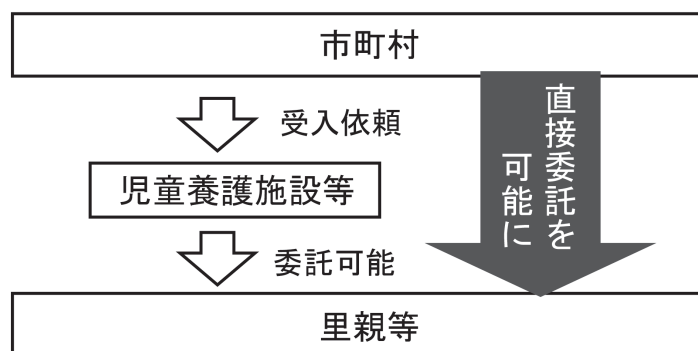 市町村
受入依頼
児童養護施設等
委託可能
直接委託を
可能に
里親等